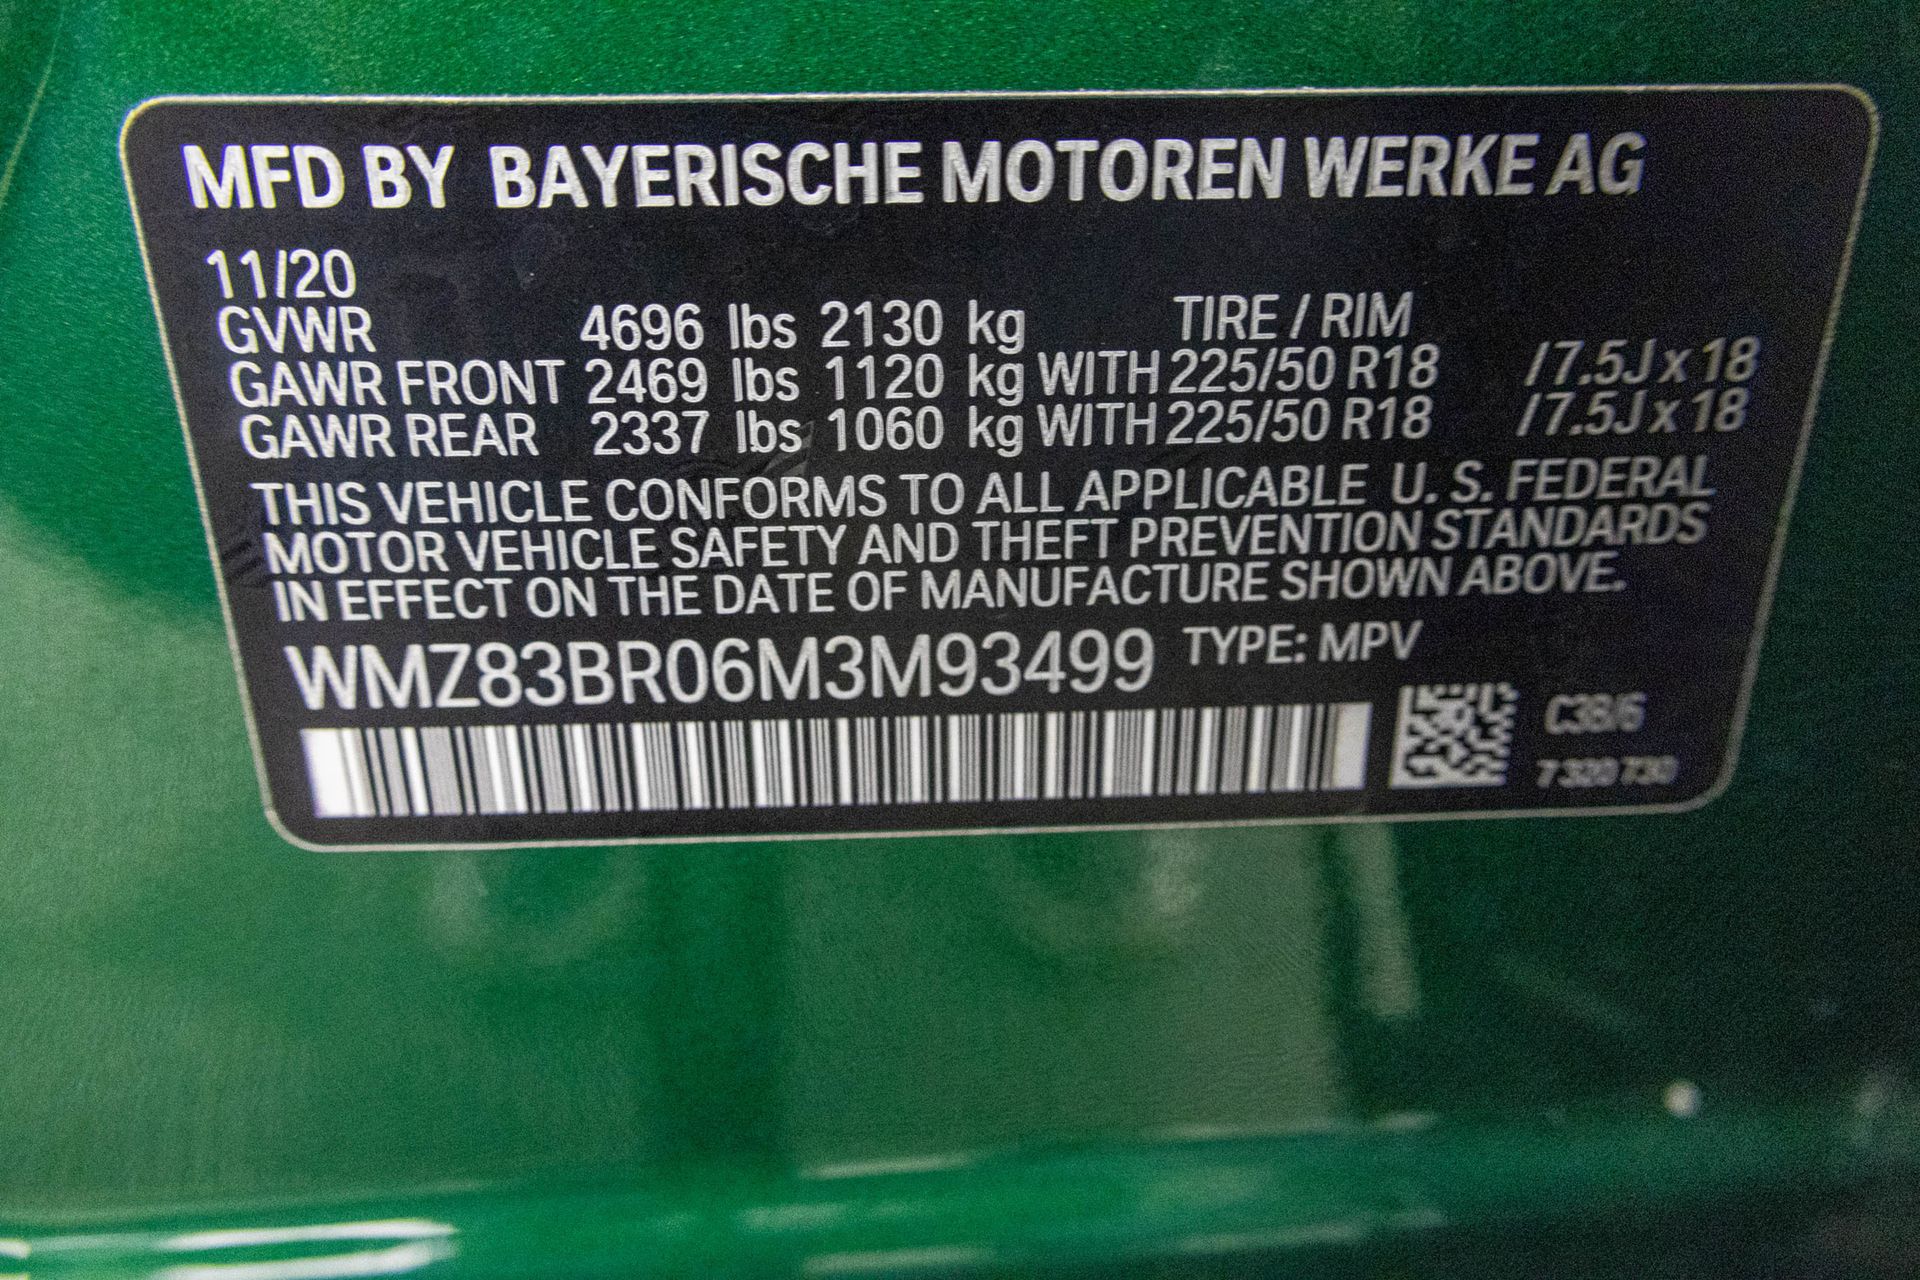 MFD BY BAYERISCHE MOTOREN WERKE AG
11/20
GVWR 4696 lbs 2130 kg TIRE / RIM
GAWR FRONT 2469 lbs 1120 kg WITH 225/50 R18 /7.5J x 18
GAWR REAR 2337 lbs 1060 kg WITH 225/50 R18 /7.5J x 18
THIS VEHICLE CONFORMS TO ALL APPLICABLE U. S. FEDERAL
MOTOR VEHICLE SAFETY AND THEFT PREVENTION STANDARDS
IN EFFECT ON THE DATE OF MANUFACTURE SHOWN ABOVE.
WMZ83BR06M3M93499 TYPE: MPV
C38/6
7 320 730